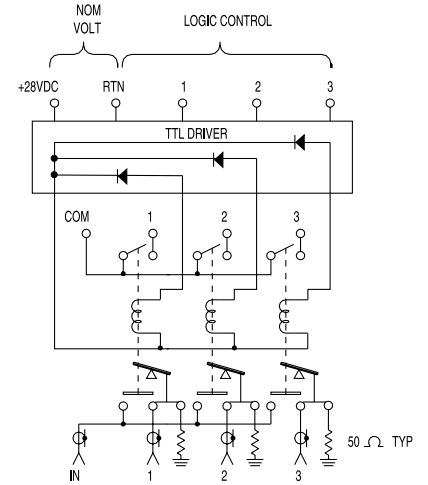 NOM
VOLT
LOGIC CONTROL
+28VDC RTN 1 2 3
TTL DRIVER
COM 1 2 3
50 Ω TYP
IN 1 2 3